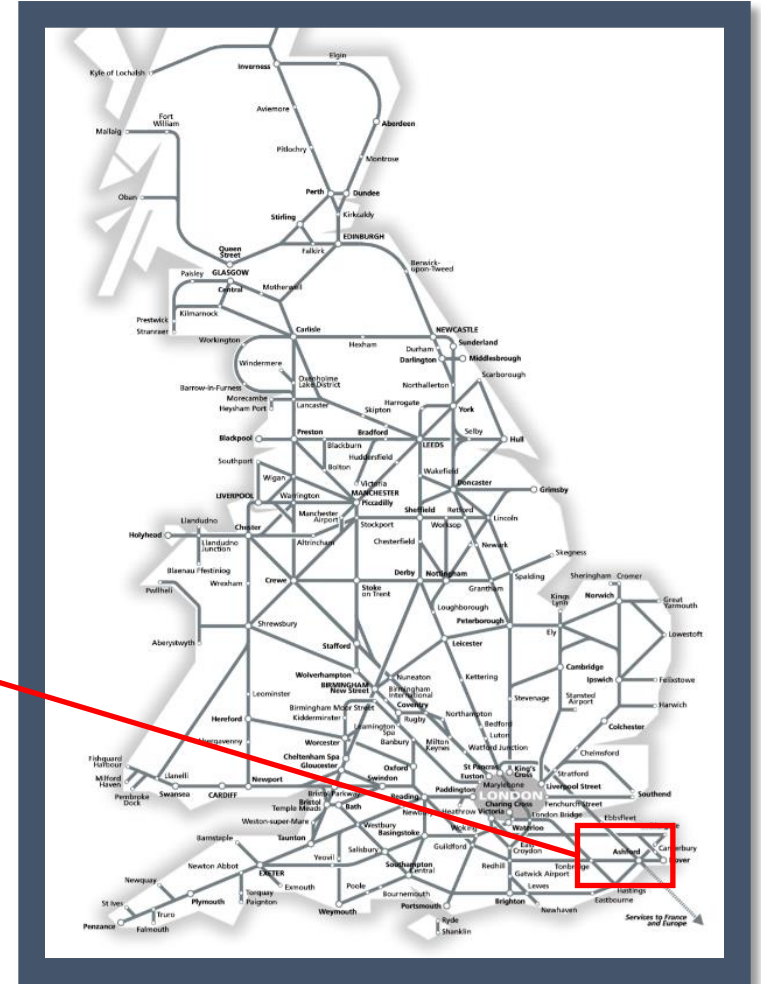 Elgin
Inverness
Kyle of Lochalsh
Aviemore
Fort
William
Mallaig
Aberdeen
Pitlochry
Montrose
Oban
Perth
Dundee
Stirling
Kirkcaldy
EDINBURGH
Queen
Street
Falkirk
GLASGOW
Paisley
Central
Motherwell
Berwick-
upon-Tweed
Prestwick
Kilmarnock
Stranraer
Carlisle
NEWCASTLE
Workington
Hexham
Durham
Sunderland
Darlington
Middlesbrough
Windermere
Oxenholme
Lake District
Northallerton
Scarborough
Barrow-in-Furness
Morecambe
Heysham Port
Lancaster
Skipton
Harrogate
York
Blackpool
Preston
Bradford
LEEDS
Selby
Hull
Blackburn
Huddersfield
Southport
Bolton
Wakefield
Wigan
Victoria
MANCHESTER
Piccadilly
Doncaster
Grimsby
LIVERPOOL
Warrington
Manchester
Airport
Sheffield
Retford
Llandudno
Stockport
Worksop
Lincoln
Holyhead
Chester
Llandudno
Junction
Altrincham
Chesterfield
Newark
Skegness
Blaenau Ffestiniog
Pwllheli
Wrexham
Crewe
Stoke
on Trent
Derby
Nottingham
Grantham
Spalding
Sheringham
Cromer
Kings
Lynn
Norwich
Great
Yarmouth
Loughborough
Peterborough
Aberystwyth
Shrewsbury
Stafford
Leicester
Ely
Lowestoft
Wolverhampton
BIRMINGHAM
New Street
Nuneaton
Birmingham
International
Kettering
Cambridge
Ipswich
Felixstowe
Leominster
Birmingham Moor Street
Coventry
Rugby
Northampton
Stevenage
Stansted
Airport
Harwich
Hereford
Kidderminster
Leamington
Spa
Bedford
Colchester
Abergavenny
Worcester
Banbury
Milton
Keynes
Luton
Watford Junction
Chelmsford
Fishguard
Harbour
Cheltenham Spa
Gloucester
Oxford
St Pancras
Euston
King's
Cross
Stratford
Milford
Haven
Llanelli
Newport
Swindon
Marylebone
Liverpool Street
Pembroke
Dock
Swansea
CARDIFF
Bristol Parkway
Reading
Paddington
LONDON
Southend
Bristol
Temple Meads
Bath
Heathrow
Victoria
Charing Cross
Fenchurch Street
London Bridge
Ebbsfleet
Weston-super-Mare
Westbury
Basingstoke
Woking
Waterloo
East
Croydon
Canterbury
Barnstaple
Taunton
Salisbury
Guildford
Ashford
Dover
Newton Abbot
Yeovil
Southampton
Central
Redhill
Gatwick Airport
Tonbridge
Newquay
EXETER
Exmouth
Poole
Bournemouth
Lewes
Hastings
Eastbourne
St Ives
Plymouth
Torquay
Paignton
Weymouth
Portsmouth
Brighton
Newhaven
Truro
Penzance
Falmouth
Ryde
Shanklin
Services to France
and Europe